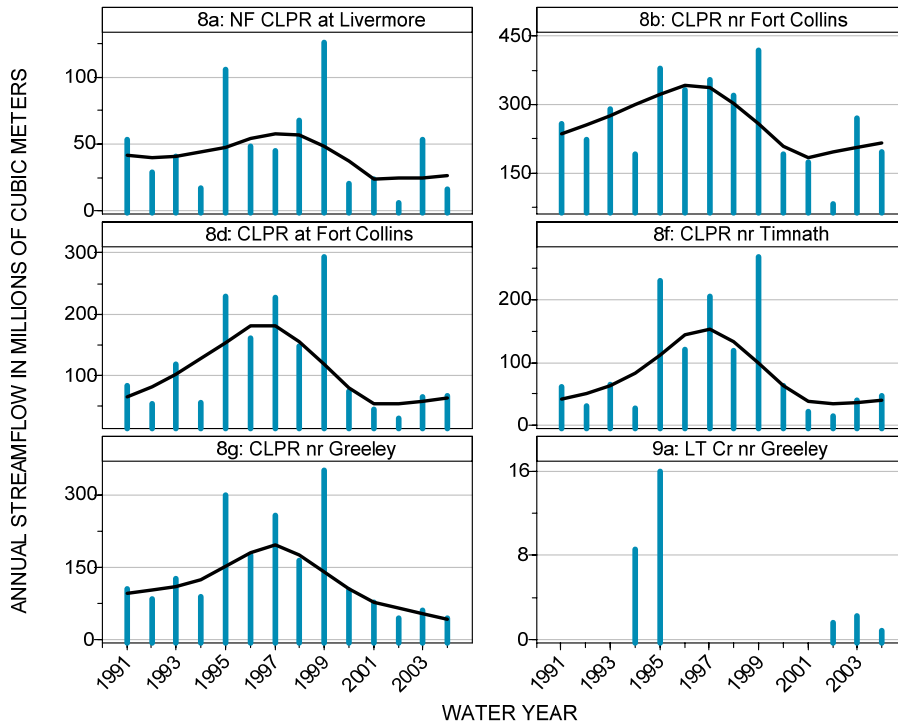 ANNUAL STREAMFLOW IN MILLIONS OF CUBIC METERS
8a: NF CLPR at Livermore
100
50
0
8b: CLPR nr Fort Collins
450
300
150
8d: CLPR at Fort Collins
300
200
100
8f: CLPR nr Timnath
200
100
0
8g: CLPR nr Greeley
300
150
0
9a: LT Cr nr Greeley
16
8
0
1991 1993 1995 1997 1999 2001 2003
1991 1993 1995 1997 1999 2001 2003
WATER YEAR